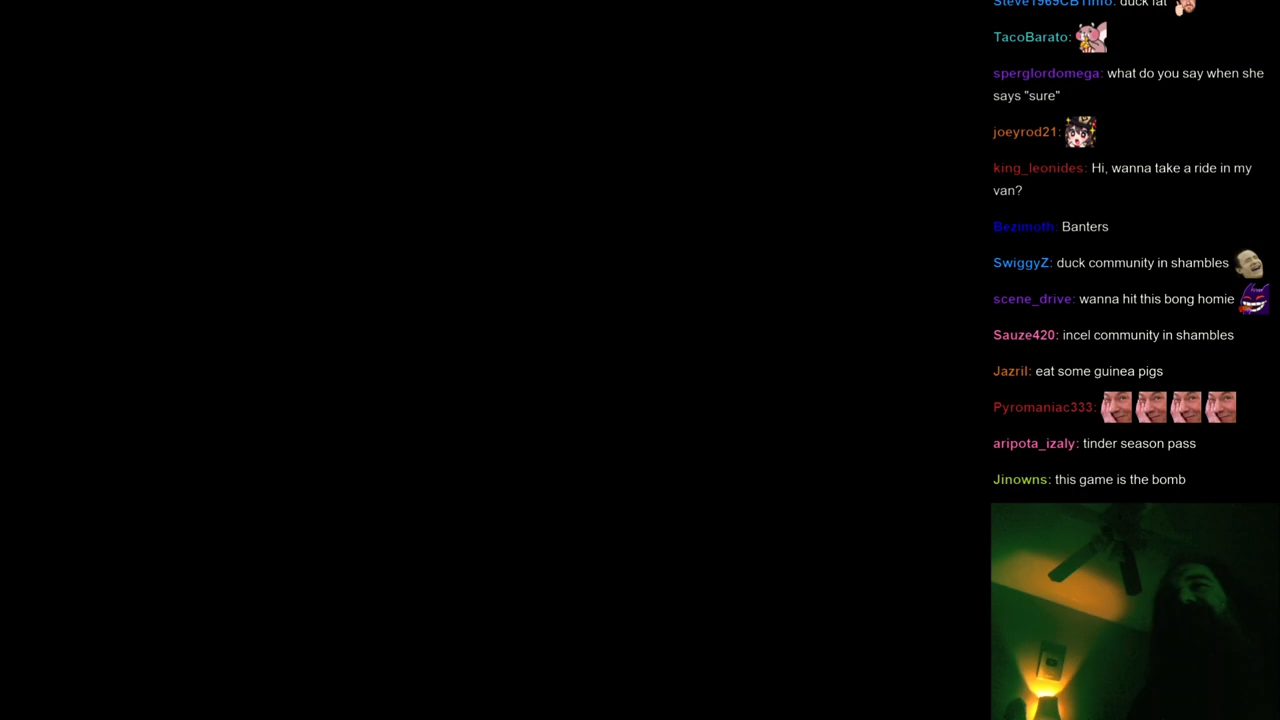 duck fat
TacoBarato:
sperglordomega: what do you say when she
says "sure"
joeyrod21:
king_leonides: Hi, wanna take a ride in my
van?
Bezimoth: Banters
SwiggyZ: duck community in shambles
scene_drive: wanna hit this bong homie
Sauze420: incel community in shambles
Jazril: eat some guinea pigs
Pyromaniac333:
aripota_izaly: tinder season pass
Jinowns: this game is the bomb